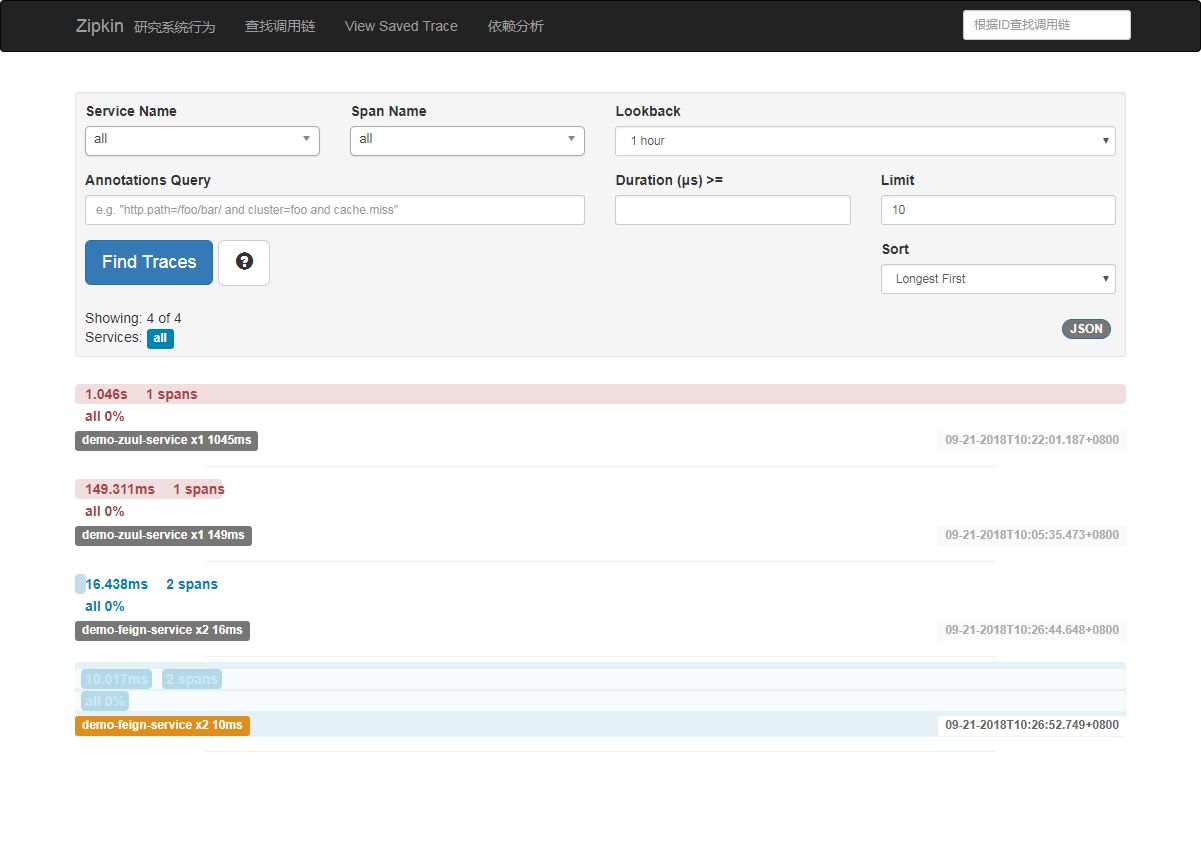 Zipkin 研究系统行为 查找调用链 View Saved Trace 依赖分析 根据ID查找调用链
Service Name Span Name Lookback
all all 1 hour
Annotations Query Duration (μs) >= Limit
e.g. "http.path=/foo/bar/ and cluster=foo and cache.miss" 10
Find Traces ?
Sort
Longest First
Showing: 4 of 4
Services: all
JSON
1.046s 1 spans
all 0%
demo-zuul-service x1 1045ms 09-21-2018T10:22:01.187+0800
149.311ms 1 spans
all 0%
demo-zuul-service x1 149ms 09-21-2018T10:05:35.473+0800
16.438ms 2 spans
all 0%
demo-feign-service x2 16ms 09-21-2018T10:26:44.648+0800
10.017ms 2 spans
all 0%
demo-feign-service x2 10ms 09-21-2018T10:26:52.749+0800